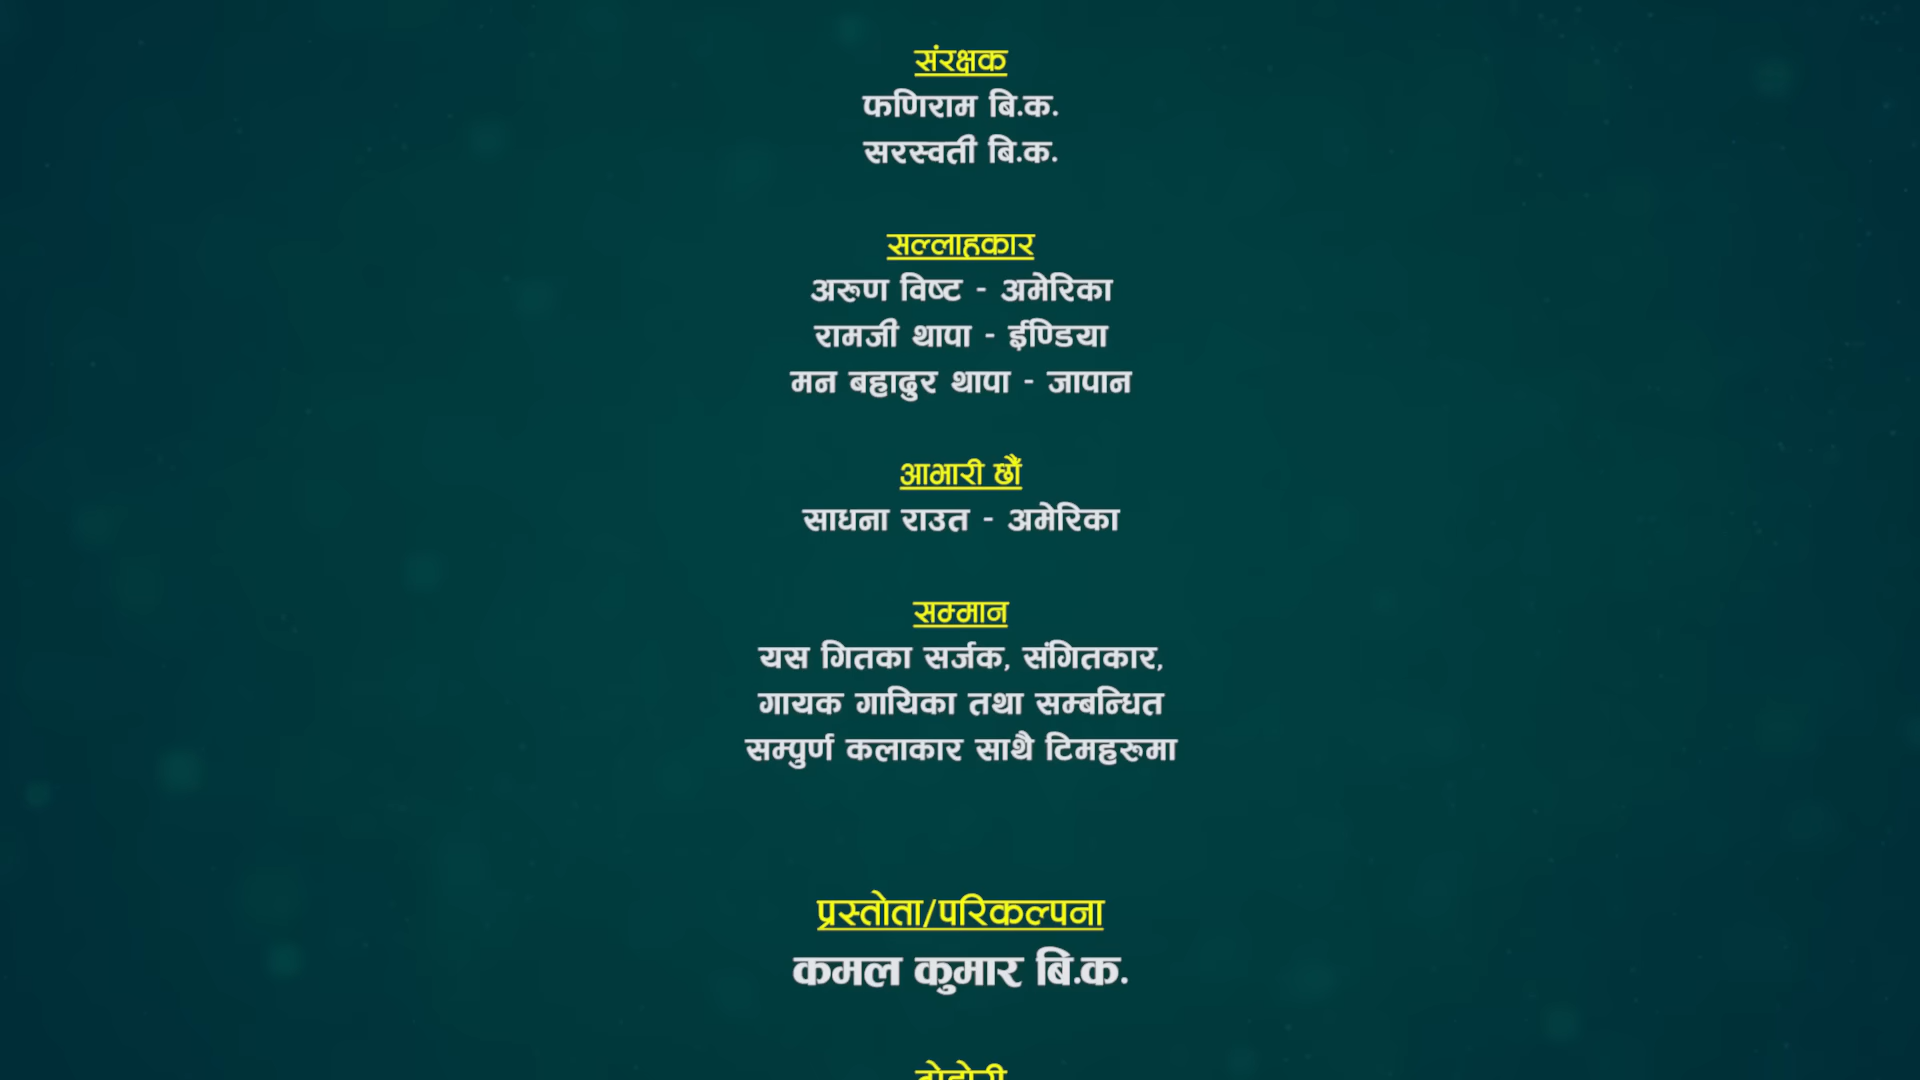 संरक्षक
फणिराम बि.क.
सरस्वती बि.क.
सल्लाहकार
अरूण विष्ट - अमेरिका
रामजी थापा - ईण्डिया
मन बहाढुर थापा - जापान
आभारी छौं
साधना राउत - अमेरिका
सम्मान
यस गितका सर्जक, संगितकार,
गायक गायिका तथा सम्बन्धित
सम्पुर्ण कलाकार साथै टिमहरुमा
प्रस्तोता/परिकल्पना
कमल कुमार बि.क.